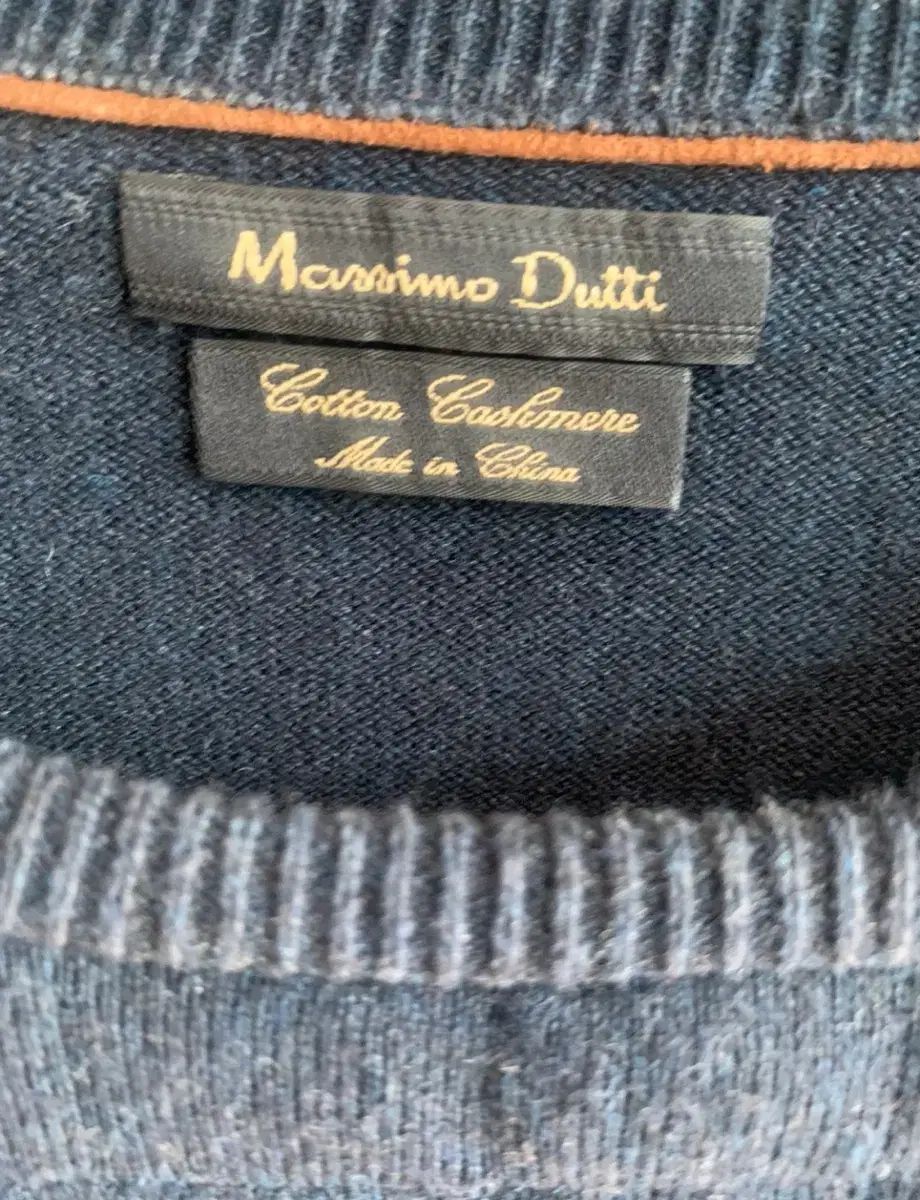 Massimo Dutti
Cotton Cashmere
Made in China